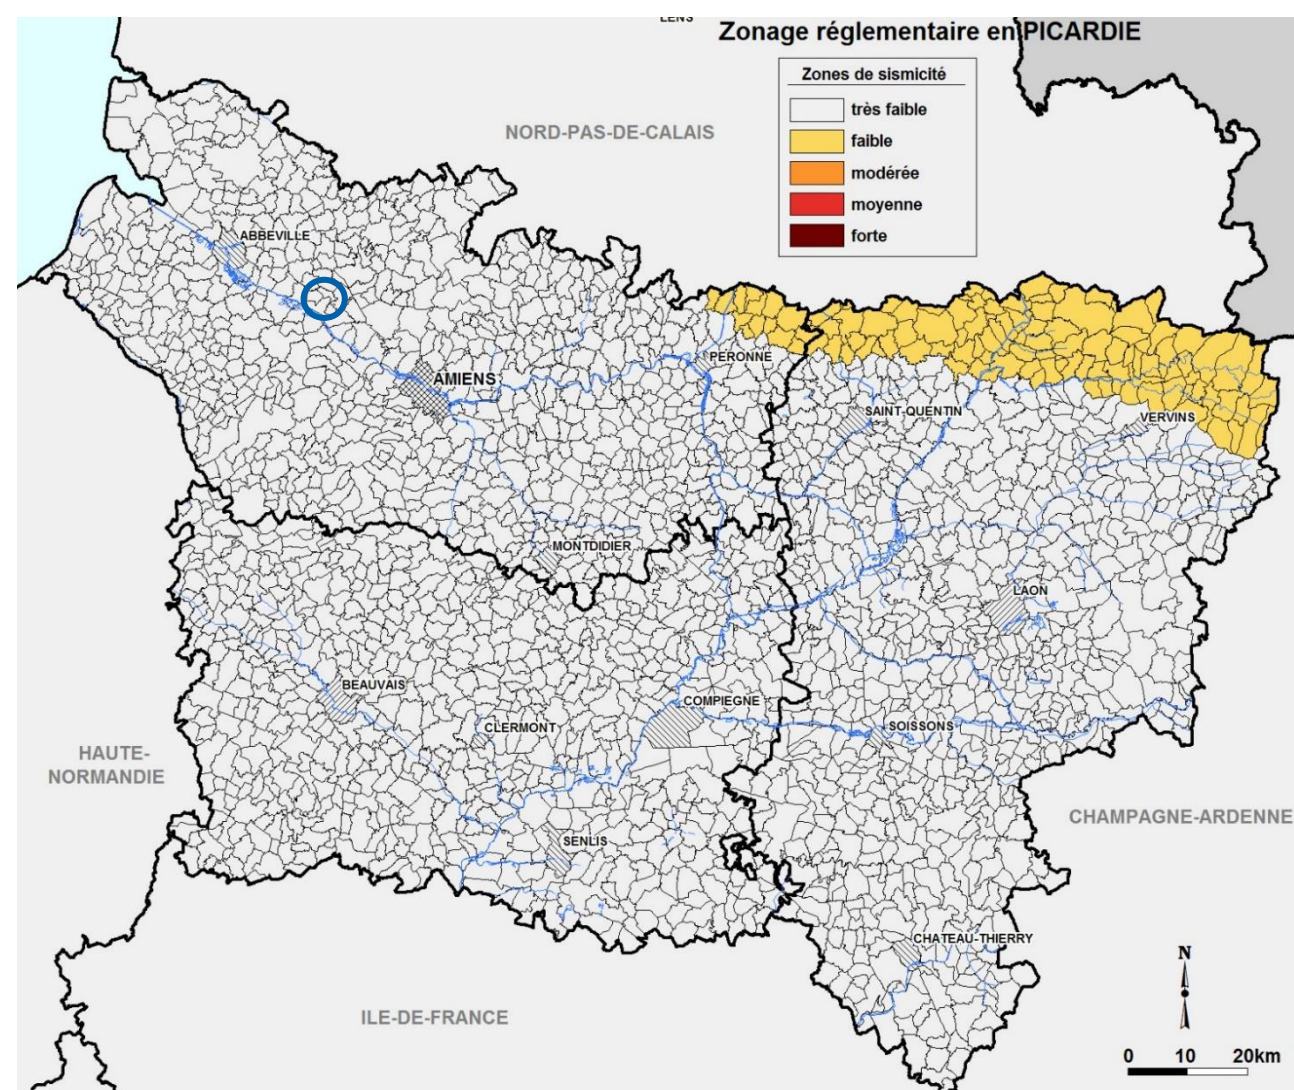 LENS
Zonage réglementaire en PICARDIE
Zones de sismicité
très faible
faible
modérée
moyenne
forte
NORD-PAS-DE-CALAIS
ABBEVILLE
PERONNE
AMIENS
SAINT-QUENTIN
VERVINS
MONTDIDIER
LAON
BEAUVAIS
COMPIEGNE
CLERMONT
SOISSONS
HAUTE-
NORMANDIE
CHAMPAGNE-ARDENNE
SENLIS
CHATEAU-THIERRY
N
ILE-DE-FRANCE
0 10 20km